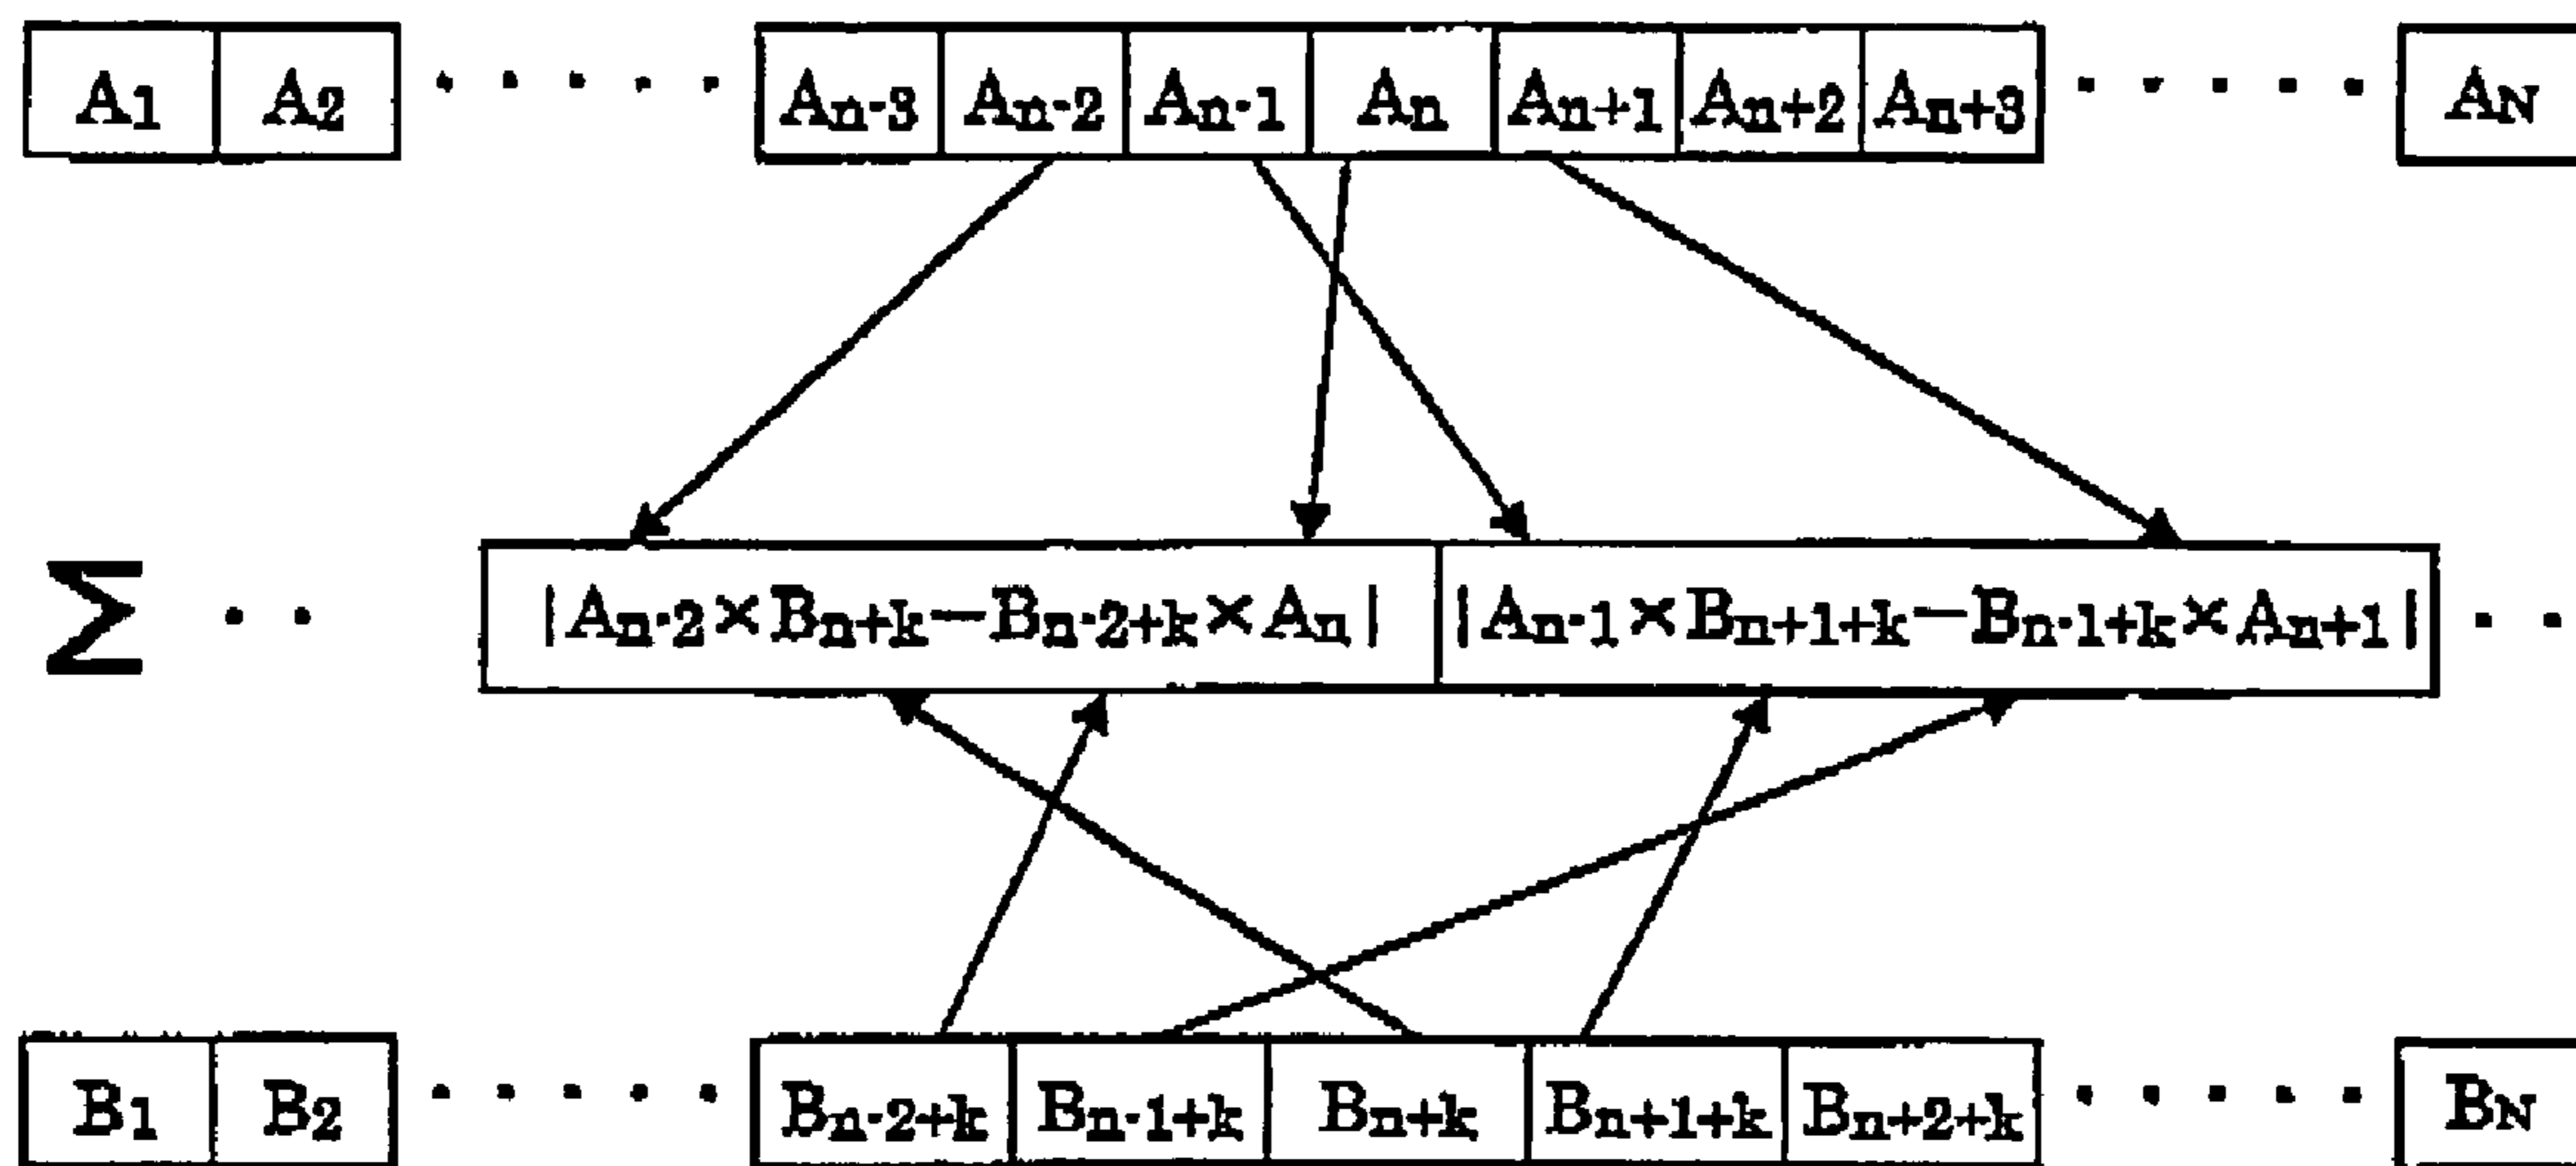 A1 A2 · · · · · An-3 An-2 An-1 An An+1 An+2 An+3 · · · · · AN
Σ · · |An-2×Bn+k−Bn-2+k×An| |An-1×Bn+1+k−Bn-1+k×An+1| · ·
B1 B2 · · · · · Bn-2+k Bn-1+k Bn+k Bn+1+k Bn+2+k · · · · · BN